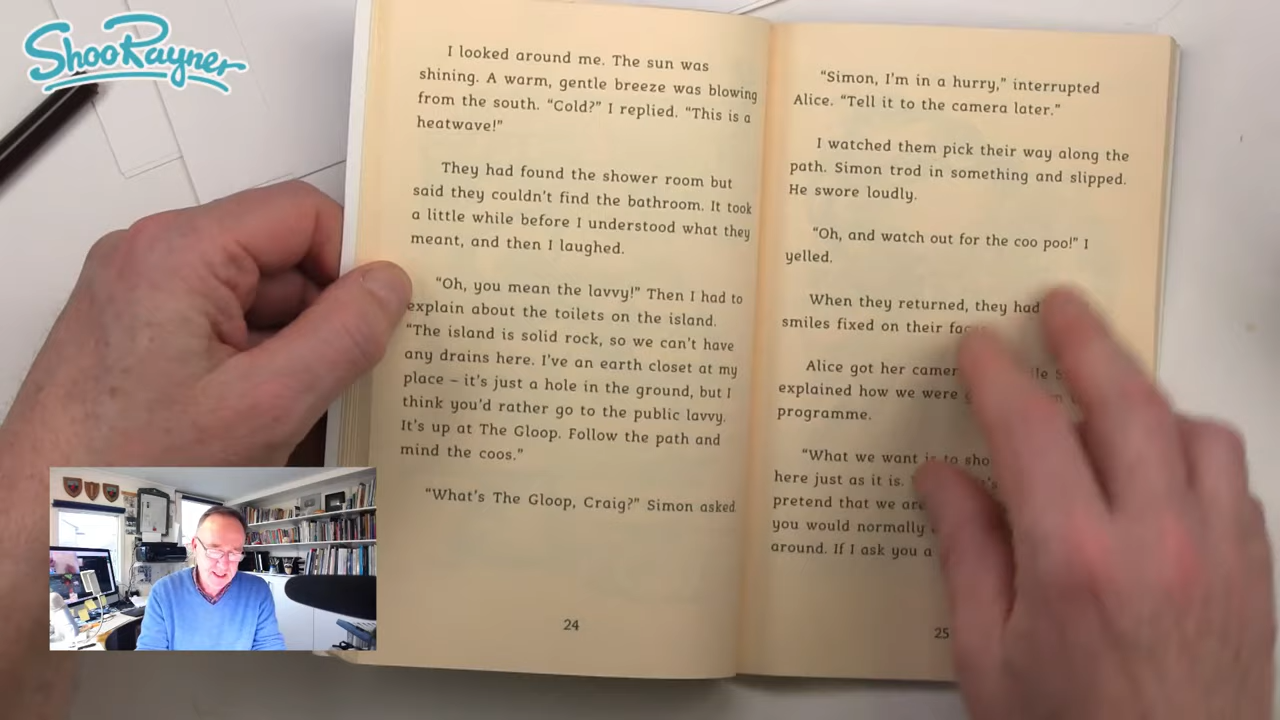 ShooRayner
I looked around me. The sun was
shining. A warm, gentle breeze was blowing
from the south. “Cold?” I replied. “This is a
heatwave!”
They had found the shower room but
said they couldn’t find the bathroom. It took
a little while before I understood what they
meant, and then I laughed.
“Oh, you mean the lavvy!” Then I had to
explain about the toilets on the island.
“The island is solid rock, so we can’t have
any drains here. I’ve an earth closet at my
place – it’s just a hole in the ground, but I
think you’d rather go to the public lavvy.
It’s up at The Gloop. Follow the path and
mind the coos.”
“What’s The Gloop, Craig?” Simon asked
24
“Simon, I’m in a hurry,” interrupted
Alice. “Tell it to the camera later.”
I watched them pick their way along the
path. Simon trod in something and slipped.
He swore loudly.
“Oh, and watch out for the coo poo!” I
yelled.
When they returned, they had
smiles fixed on their
Alice got her
explained how we were
programme.
“What we want is to
here just as it is.
pretend that we
you would normally
around. If I ask you a
25